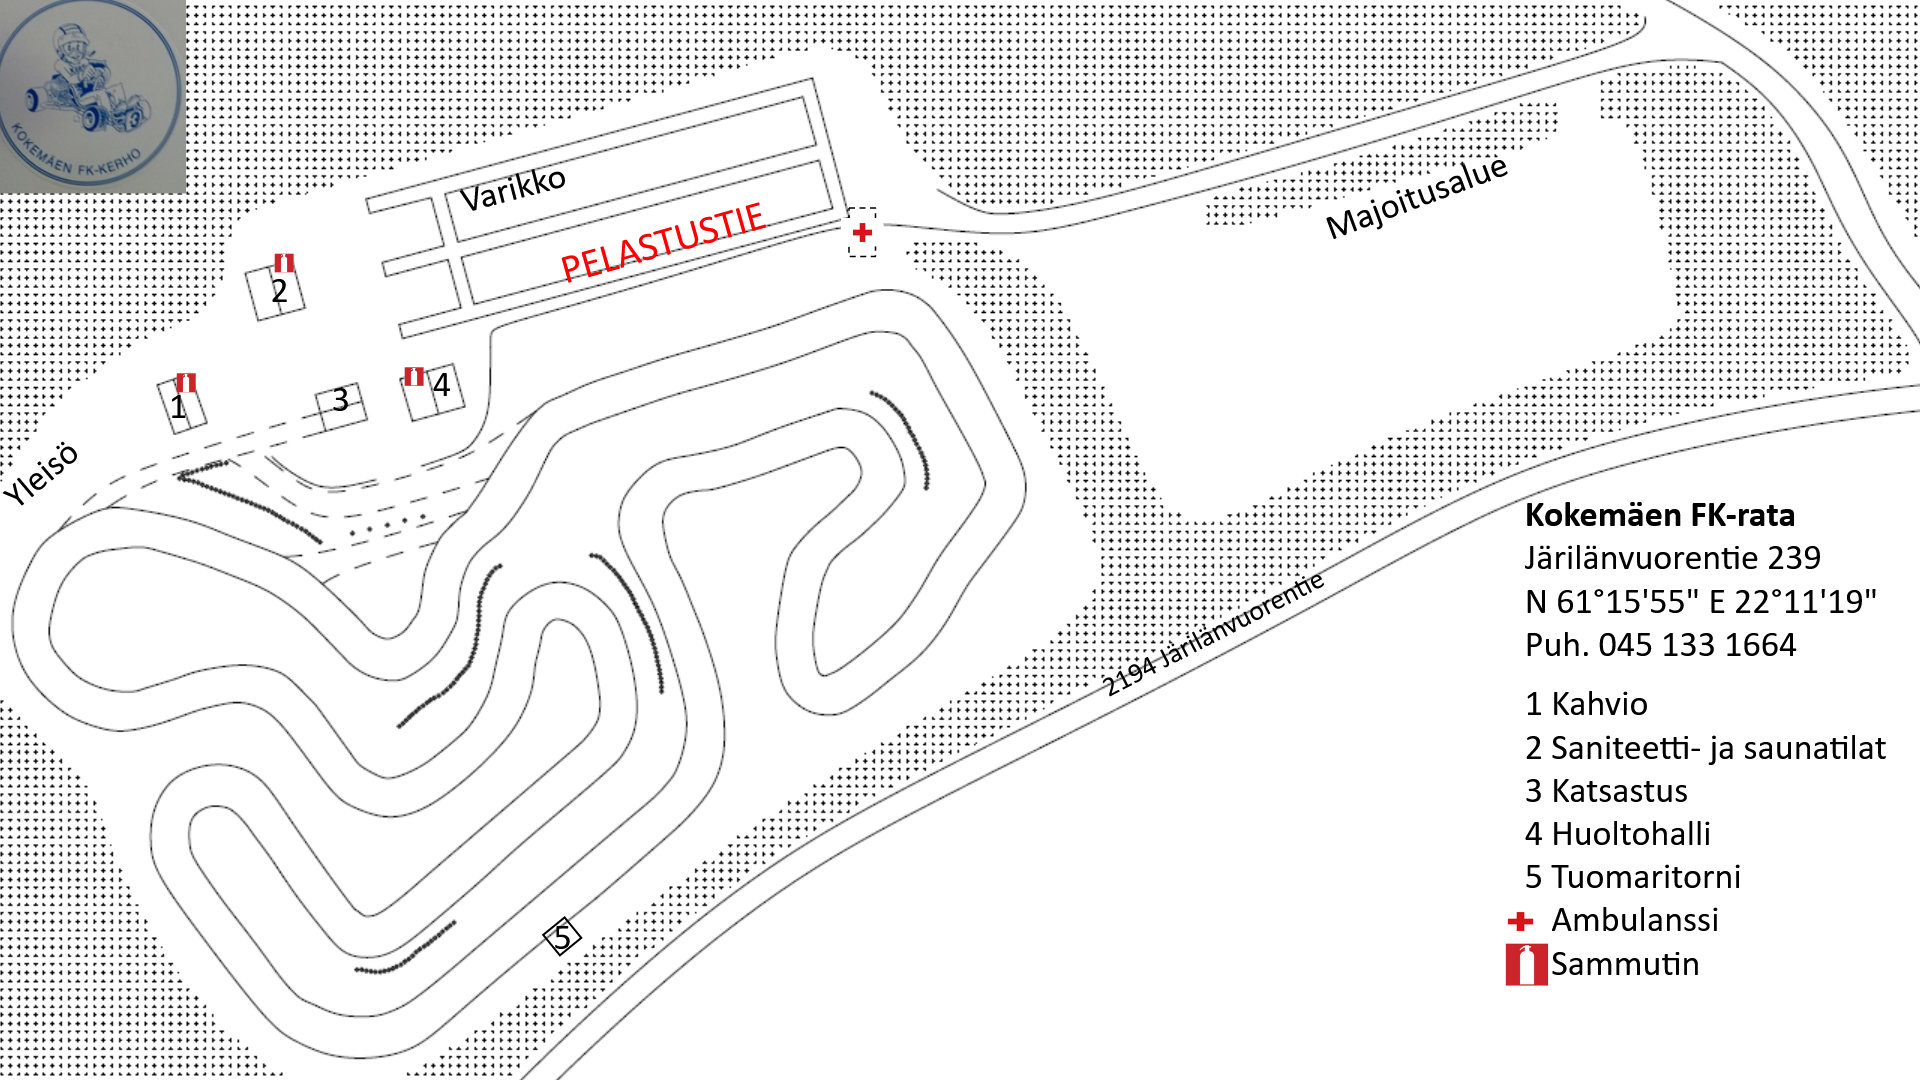 KOKEMÄEN FK-KERHO
3
Varikko
PELASTUSTIE
Majoitusalue
2
1
3
4
Yleisö
2194 Järilänvuorentie
5
Kokemäen FK-rata
Järilänvuorentie 239
N 61°15'55" E 22°11'19"
Puh. 045 133 1664
1 Kahvio
2 Saniteetti- ja saunatilat
3 Katsastus
4 Huoltohalli
5 Tuomaritorni
Ambulanssi
Sammutin